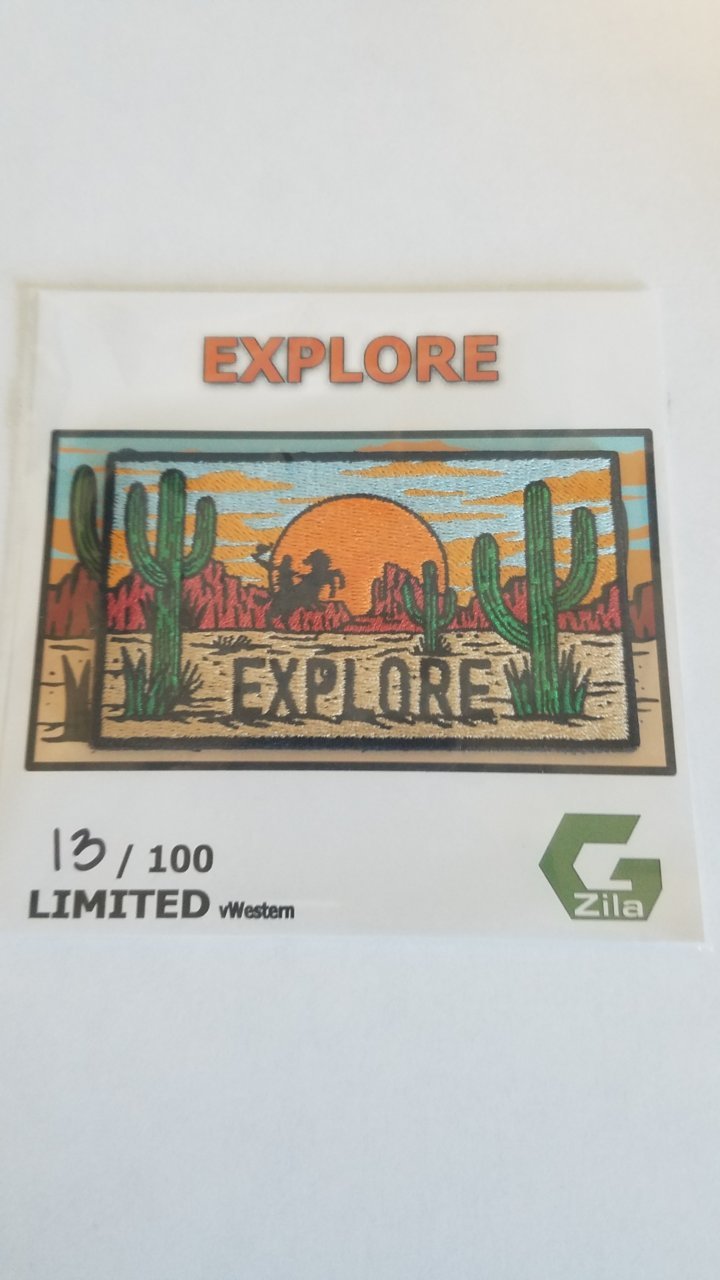 EXPLORE
EXPLORE
13 / 100
LIMITED vWestern
G
Zila